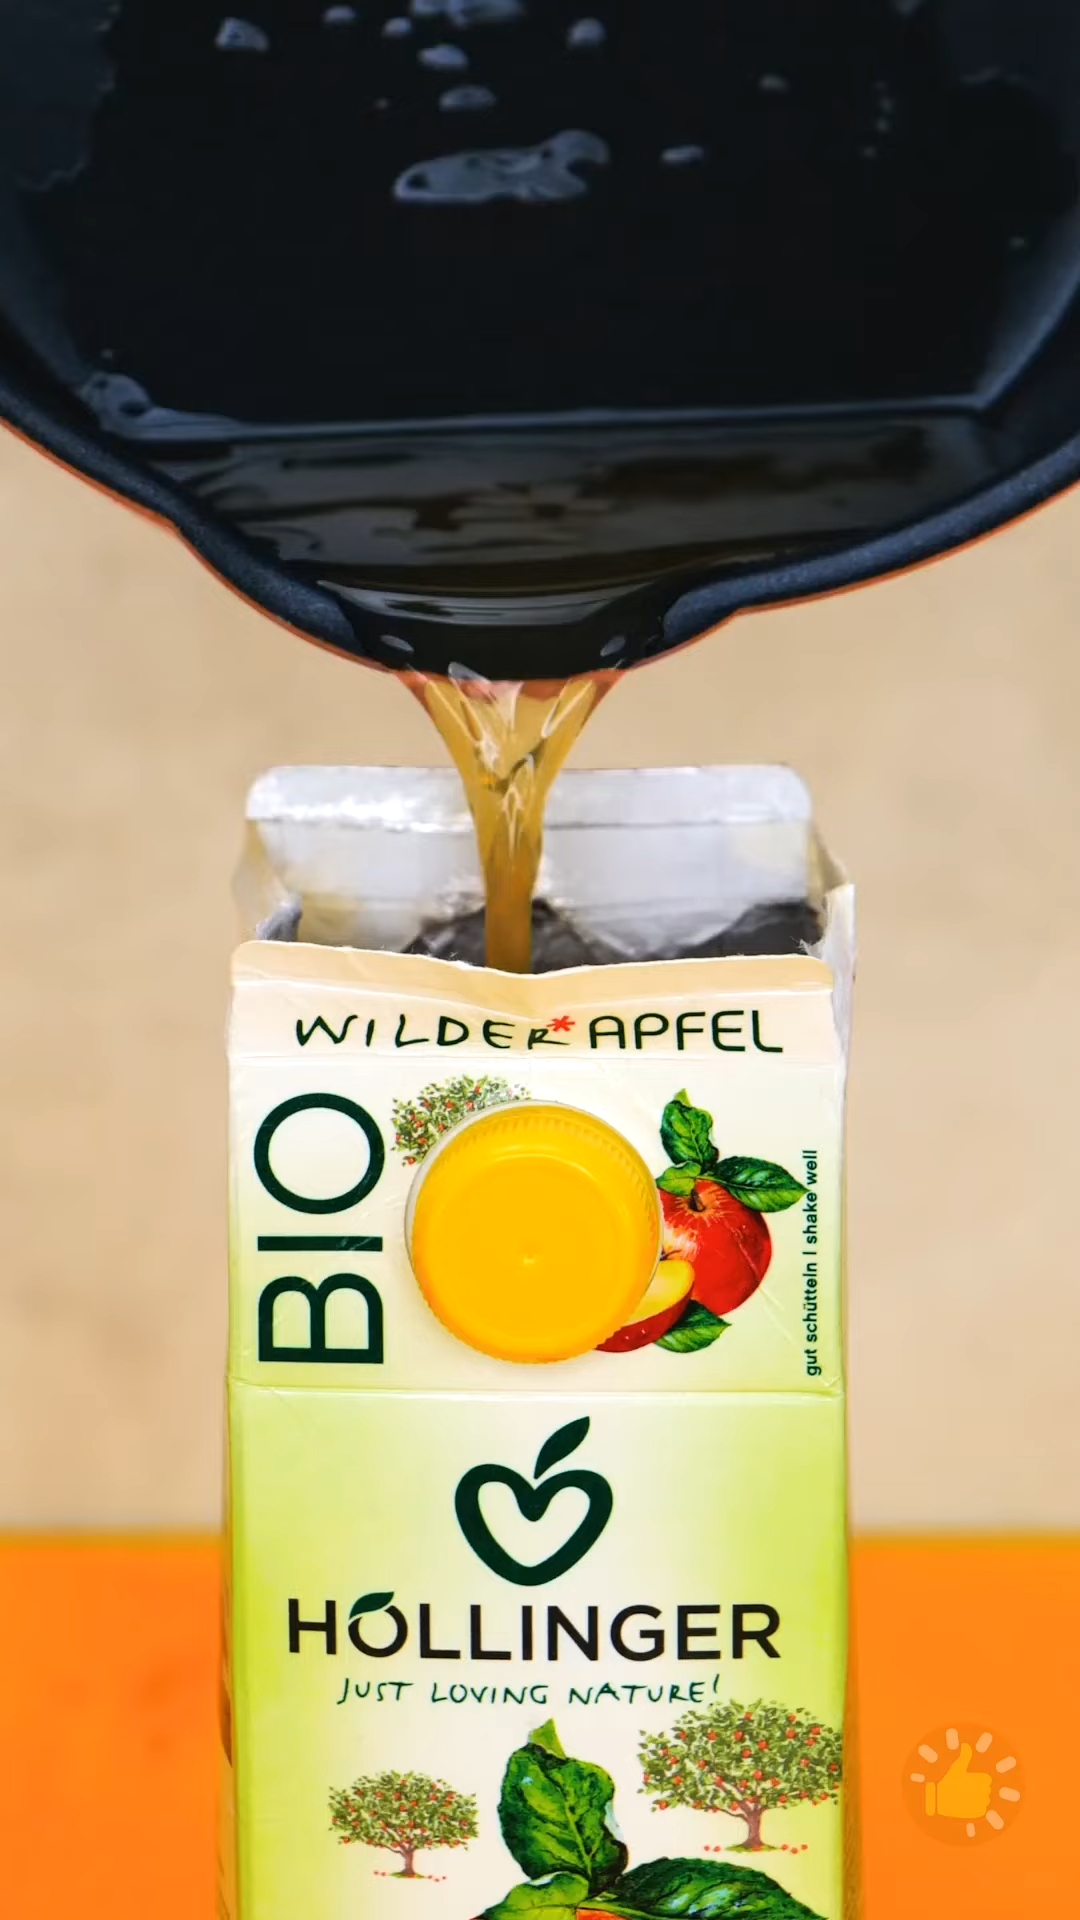 WILDER* APFEL
BIO
gut schütteln | shake well
HOLLINGER
JUST LOVING NATURE!